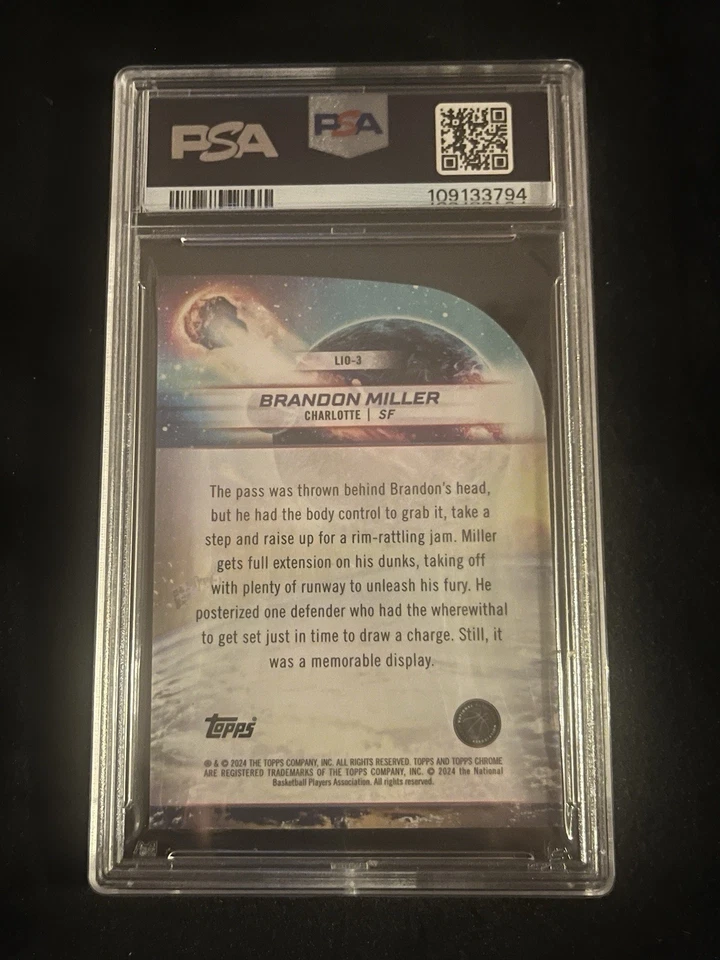 PSA
PSA
109133794
LIO-3
BRANDON MILLER
CHARLOTTE | SF
The pass was thrown behind Brandon's head,
but he had the body control to grab it, take a
step and raise up for a rim-rattling jam. Miller
gets full extension on his dunks, taking off
with plenty of runway to unleash his fury. He
posterized one defender who had the wherewithal
to get set just in time to draw a charge. Still, it
was a memorable display.
Topps
® & © 2024 THE TOPPS COMPANY, INC. ALL RIGHTS RESERVED. TOPPS AND TOPPS CHROME
ARE REGISTERED TRADEMARKS OF THE TOPPS COMPANY, INC. © 2024 the National
Basketball Players Association. All rights reserved.